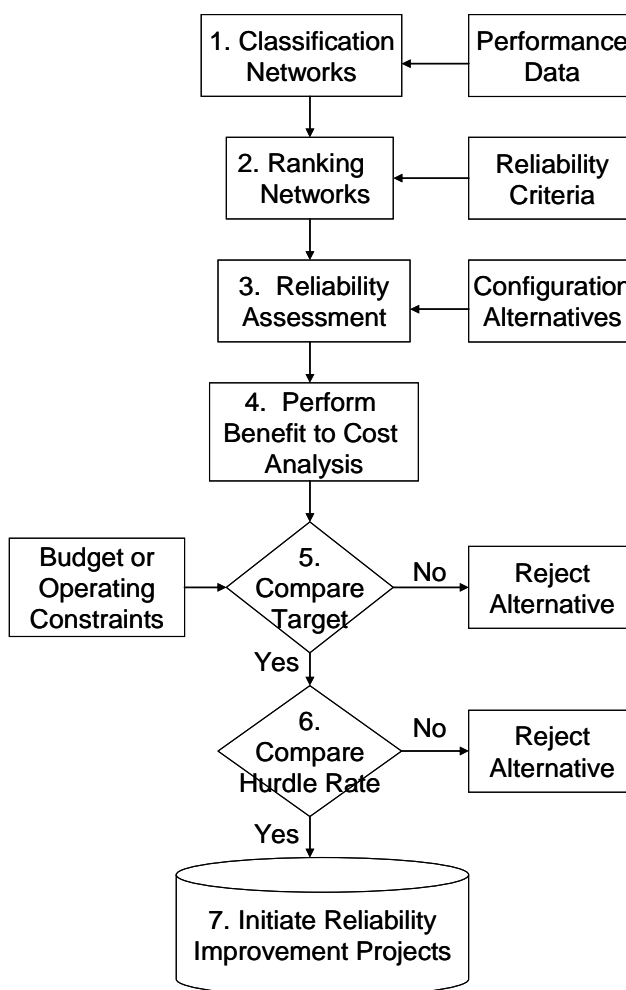 1. Classification
Networks
Performance
Data
2. Ranking
Networks
Reliability
Criteria
3. Reliability
Assessment
Configuration
Alternatives
4. Perform
Benefit to Cost
Analysis
Budget or
Operating
Constraints
5.
Compare
Target
No
Reject
Alternative
Yes
6.
Compare
Hurdle Rate
No
Reject
Alternative
Yes
7. Initiate Reliability
Improvement Projects